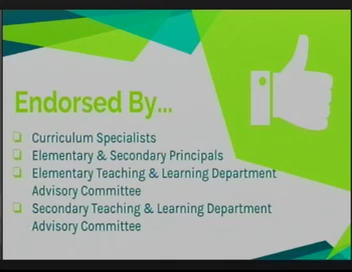 Endorsed By...
Curriculum Specialists
Elementary & Secondary Principals
Elementary Teaching & Learning Department
Advisory Committee
Secondary Teaching & Learning Department
Advisory Committee